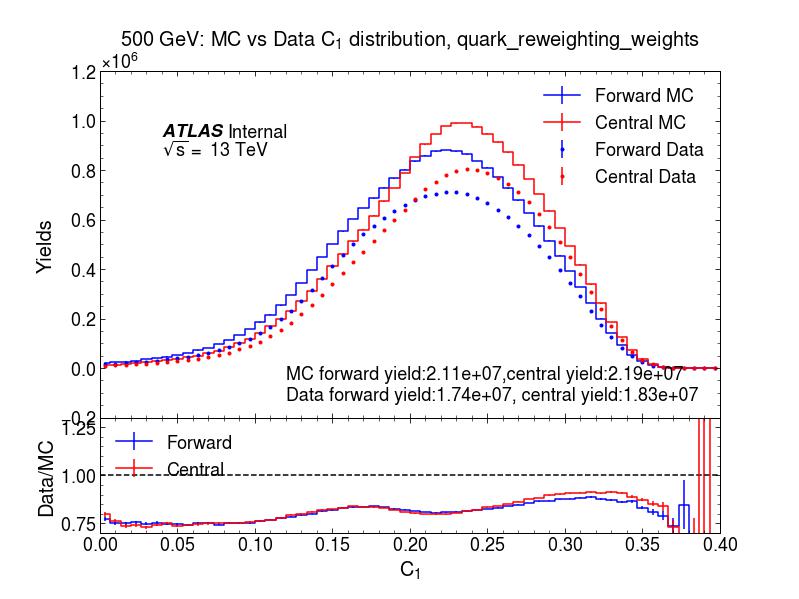 500 GeV: MC vs Data C₁ distribution, quark_reweighting_weights
×10⁶
1.2
1.0
0.8
0.6
0.4
0.2
0.0
0.2
Yields
ATLAS Internal
√s = 13 TeV
Forward MC
Central MC
Forward Data
Central Data
MC forward yield:2.11e+07,central yield:2.19e+07
Data forward yield:1.74e+07, central yield:1.83e+07
1.25
1.00
0.75
Data/MC
Forward
Central
0.00 0.05 0.10 0.15 0.20 0.25 0.30 0.35 0.40
C₁